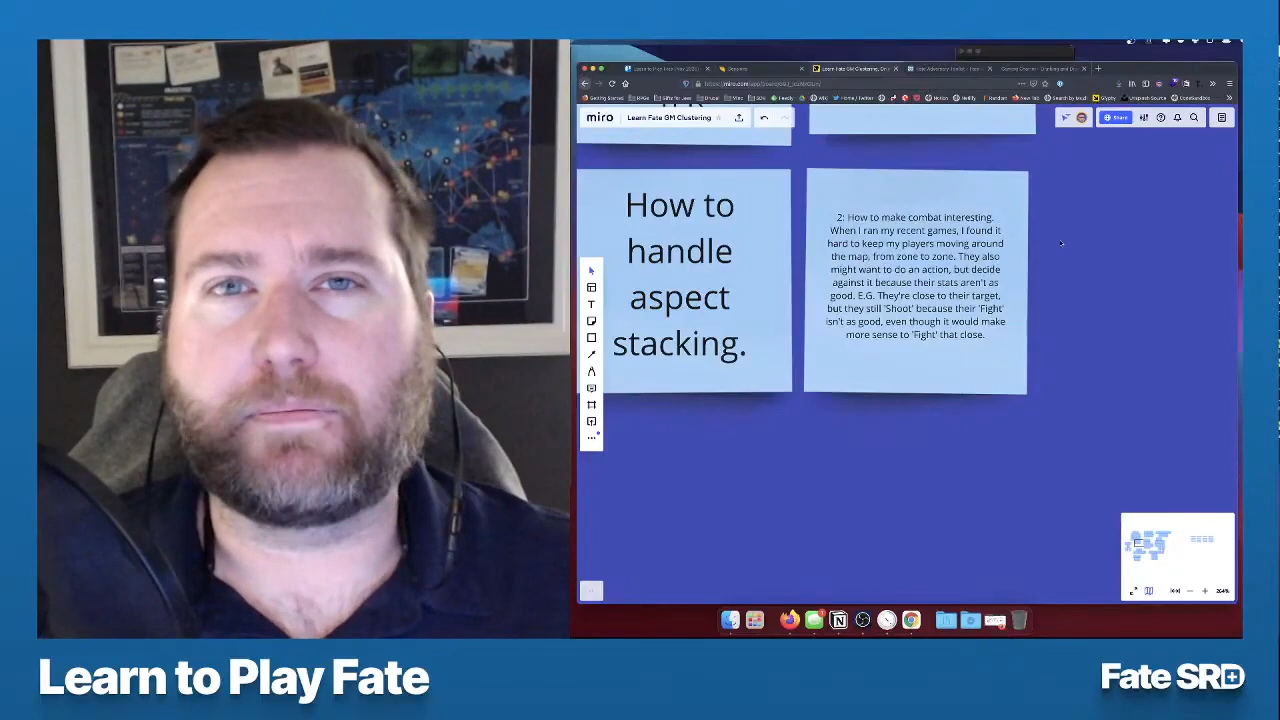 miro
Learn Fate GM Clustering
Share
How to
handle
aspect
stacking.
2: How to make combat interesting.
When I ran my recent games, I found it
hard to keep my players moving around
the map, from zone to zone. They also
might want to do an action, but decide
against it because their stats aren't as
good. E.G. They're close to their target,
but they still 'Shoot' because their 'Fight'
isn't as good, even though it would make
more sense to 'Fight' that close.
264%
Learn to Play Fate
Fate SRD